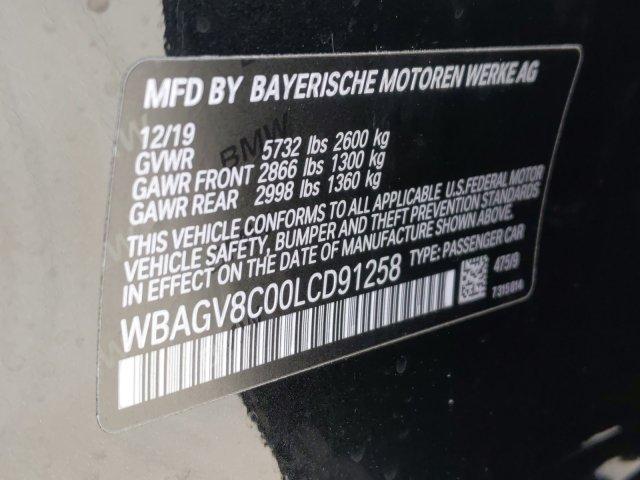 MFD BY BAYERISCHE MOTOREN WERKE AG
12/19
GVWR 5732 lbs 2600 kg
GAWR FRONT 2866 lbs 1300 kg
GAWR REAR 2998 lbs 1360 kg
THIS VEHICLE CONFORMS TO ALL APPLICABLE U.S.FEDERAL MOTOR
VEHICLE SAFETY, BUMPER AND THEFT PREVENTION STANDARDS
IN EFFECT ON THE DATE OF MANUFACTURE SHOWN ABOVE.
WBAGV8C00LCD91258 TYPE: PASSENGER CAR
475/9
7315814
BMW